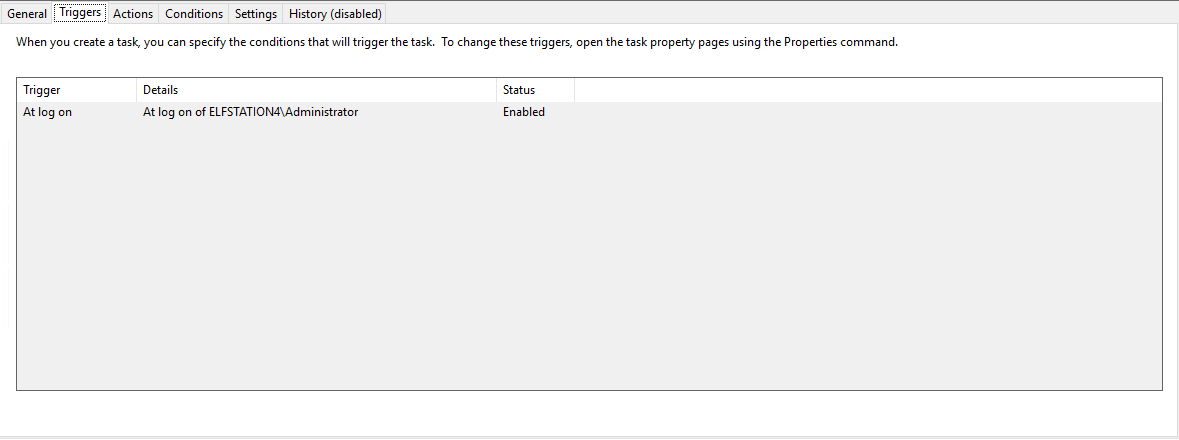 General Triggers Actions Conditions Settings History (disabled)
When you create a task, you can specify the conditions that will trigger the task.  To change these triggers, open the task property pages using the Properties command.
Trigger Details Status
At log on At log on of ELFSTATION4\Administrator Enabled